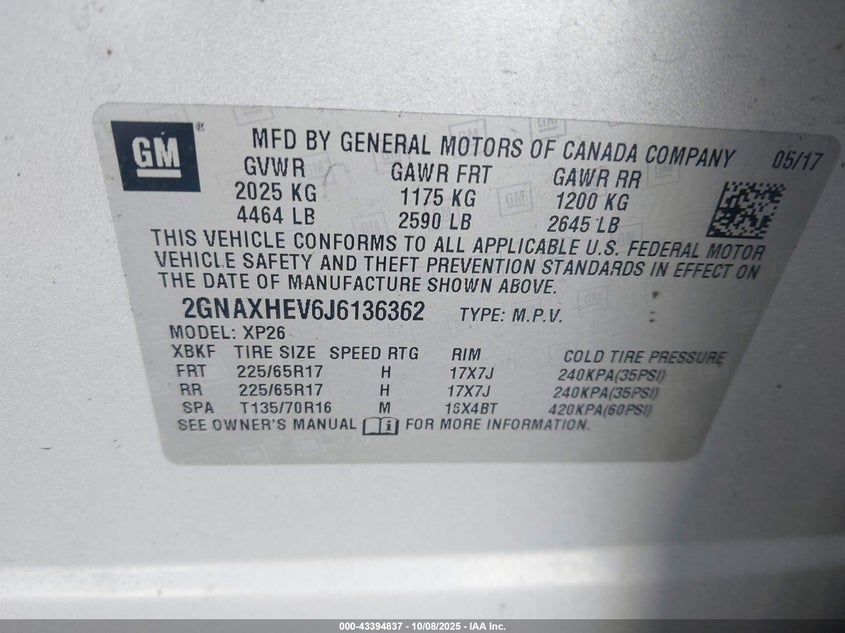 GM ® MFD BY GENERAL MOTORS OF CANADA COMPANY 05/17
GVWR GAWR FRT GAWR RR
2025 KG 1175 KG 1200 KG
4464 LB 2590 LB 2645 LB
THIS VEHICLE CONFORMS TO ALL APPLICABLE U.S. FEDERAL MOTOR
VEHICLE SAFETY AND THEFT PREVENTION STANDARDS IN EFFECT ON
THE DATE OF MANUFACTURE SHOWN ABOVE.
2GNAXHEV6J6136362 TYPE: M.P.V.
MODEL: XP26
XBKF TIRE SIZE SPEED RTG RIM COLD TIRE PRESSURE
FRT 225/65R17 H 17X7J 240KPA(35PSI)
RR 225/65R17 H 17X7J 240KPA(35PSI)
SPA T135/70R16 M 16X4BT 420KPA(60PSI)
SEE OWNER'S MANUAL i FOR MORE INFORMATION.
000-43394837 - 10/08/2025 - IAA Inc.